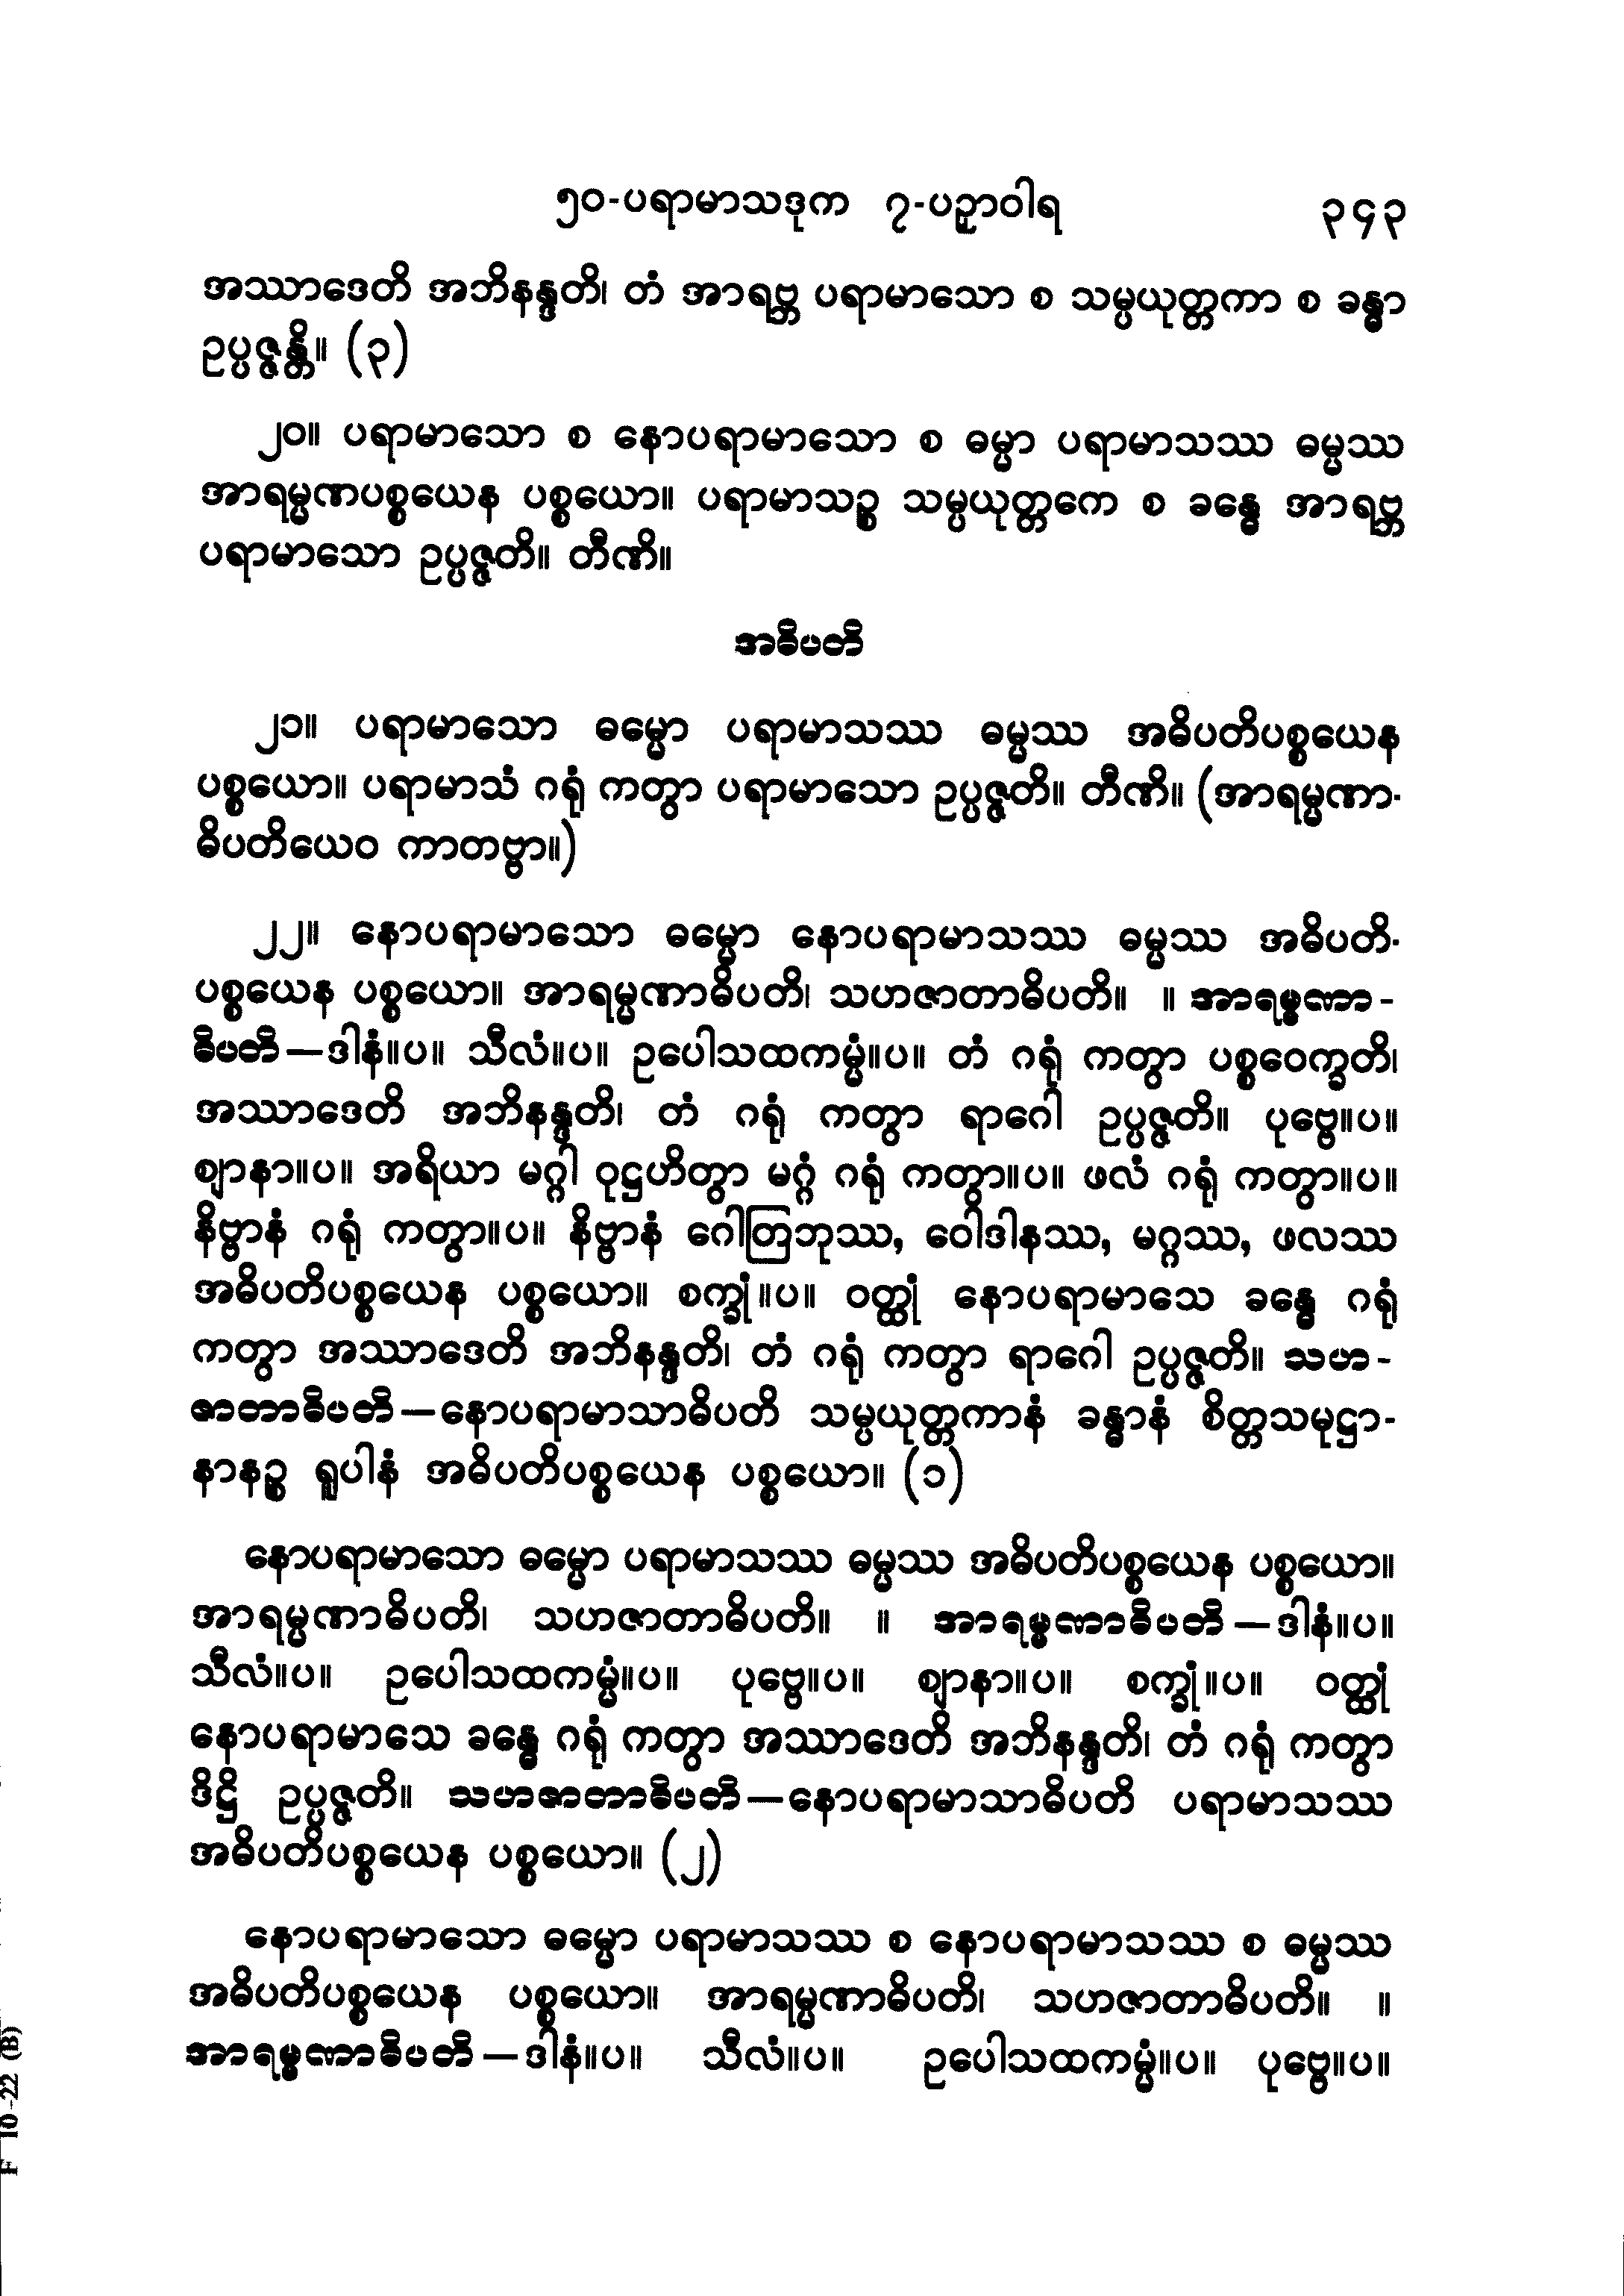 ၅၀-ပရာမာသဒုက ၇-ပဉှာဝါရ ၃၄၃
အဿာဒေတိ အဘိနန္ဒတိ၊ တံ အာရဗ္ဘ ပရာမာသော စ သမ္ပယုတ္တကာ စ ခန္ဓာ
ဥပ္ပဇ္ဇန္တိ။ (၃)
၂၀။ ပရာမာသော စ နောပရာမာသော စ ဓမ္မာ ပရာမာသဿ ဓမ္မဿ
အာရမ္မဏပစ္စယေန ပစ္စယော။ ပရာမာသဉ္စ သမ္ပယုတ္တကေ စ ခန္ဓေ အာရဗ္ဘ
ပရာမာသော ဥပ္ပဇ္ဇတိ။ တီဏိ။
အဓိပတိ
၂၁။ ပရာမာသော ဓမ္မော ပရာမာသဿ ဓမ္မဿ အဓိပတိပစ္စယေန
ပစ္စယော။ ပရာမာသံ ဂရုံ ကတွာ ပရာမာသော ဥပ္ပဇ္ဇတိ။ တီဏိ။ (အာရမ္မဏာ-
ဓိပတိယေဝ ကာတဗ္ဗာ။)
၂၂။ နောပရာမာသော ဓမ္မော နောပရာမာသဿ ဓမ္မဿ အဓိပတိ-
ပစ္စယေန ပစ္စယော။ အာရမ္မဏာဓိပတိ၊ သဟဇာတာဓိပတိ။ ။ အာရမ္မဏာ-
ဓိပတိ—ဒါနံ။ပ။ သီလံ။ပ။ ဥပေါသထကမ္မံ။ပ။ တံ ဂရုံ ကတွာ ပစ္စဝေက္ခတိ၊
အဿာဒေတိ အဘိနန္ဒတိ၊ တံ ဂရုံ ကတွာ ရာဂေါ ဥပ္ပဇ္ဇတိ။ ပုဗ္ဗေ။ပ။
ဈာနာ။ပ။ အရိယာ မဂ္ဂါ ဝုဋ္ဌဟိတွာ မဂ္ဂံ ဂရုံ ကတွာ။ပ။ ဖလံ ဂရုံ ကတွာ။ပ။
နိဗ္ဗာနံ ဂရုံ ကတွာ။ပ။ နိဗ္ဗာနံ ဂေါတြဘုဿ, ဝေါဒါနဿ, မဂ္ဂဿ, ဖလဿ
အဓိပတိပစ္စယေန ပစ္စယော။ စက္ခုံ။ပ။ ဝတ္ထုံ နောပရာမာသေ ခန္ဓေ ဂရုံ
ကတွာ အဿာဒေတိ အဘိနန္ဒတိ၊ တံ ဂရုံ ကတွာ ရာဂေါ ဥပ္ပဇ္ဇတိ။ သဟ-
ဇာတာဓိပတိ—နောပရာမာသာဓိပတိ သမ္ပယုတ္တကာနံ ခန္ဓာနံ စိတ္တသမုဋ္ဌာ-
နာနဉ္စ ရူပါနံ အဓိပတိပစ္စယေန ပစ္စယော။ (၁)
နောပရာမာသော ဓမ္မော ပရာမာသဿ ဓမ္မဿ အဓိပတိပစ္စယေန ပစ္စယော။
အာရမ္မဏာဓိပတိ၊ သဟဇာတာဓိပတိ။ ။ အာရမ္မဏာဓိပတိ—ဒါနံ။ပ။
သီလံ။ပ။ ဥပေါသထကမ္မံ။ပ။ ပုဗ္ဗေ။ပ။ ဈာနာ။ပ။ စက္ခုံ။ပ။ ဝတ္ထုံ
နောပရာမာသေ ခန္ဓေ ဂရုံ ကတွာ အဿာဒေတိ အဘိနန္ဒတိ၊ တံ ဂရုံ ကတွာ
ဒိဋ္ဌိ ဥပ္ပဇ္ဇတိ။ သဟဇာတာဓိပတိ—နောပရာမာသာဓိပတိ ပရာမာသဿ
အဓိပတိပစ္စယေန ပစ္စယော။ (၂)
နောပရာမာသော ဓမ္မော ပရာမာသဿ စ နောပရာမာသဿ စ ဓမ္မဿ
အဓိပတိပစ္စယေန ပစ္စယော။ အာရမ္မဏာဓိပတိ၊ သဟဇာတာဓိပတိ။ ။
အာရမ္မဏာဓိပတိ—ဒါနံ။ပ။ သီလံ။ပ။ ဥပေါသထကမ္မံ။ပ။ ပုဗ္ဗေ။ပ။
F 10-22 (B)